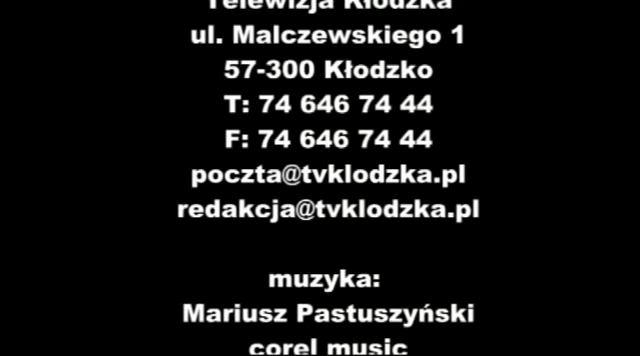 Telewizja Kłodzka
ul. Malczewskiego 1
57-300 Kłodzko
T: 74 646 74 44
F: 74 646 74 44
poczta@tvklodzka.pl
redakcja@tvklodzka.pl
muzyka:
Mariusz Pastuszyński
corel music